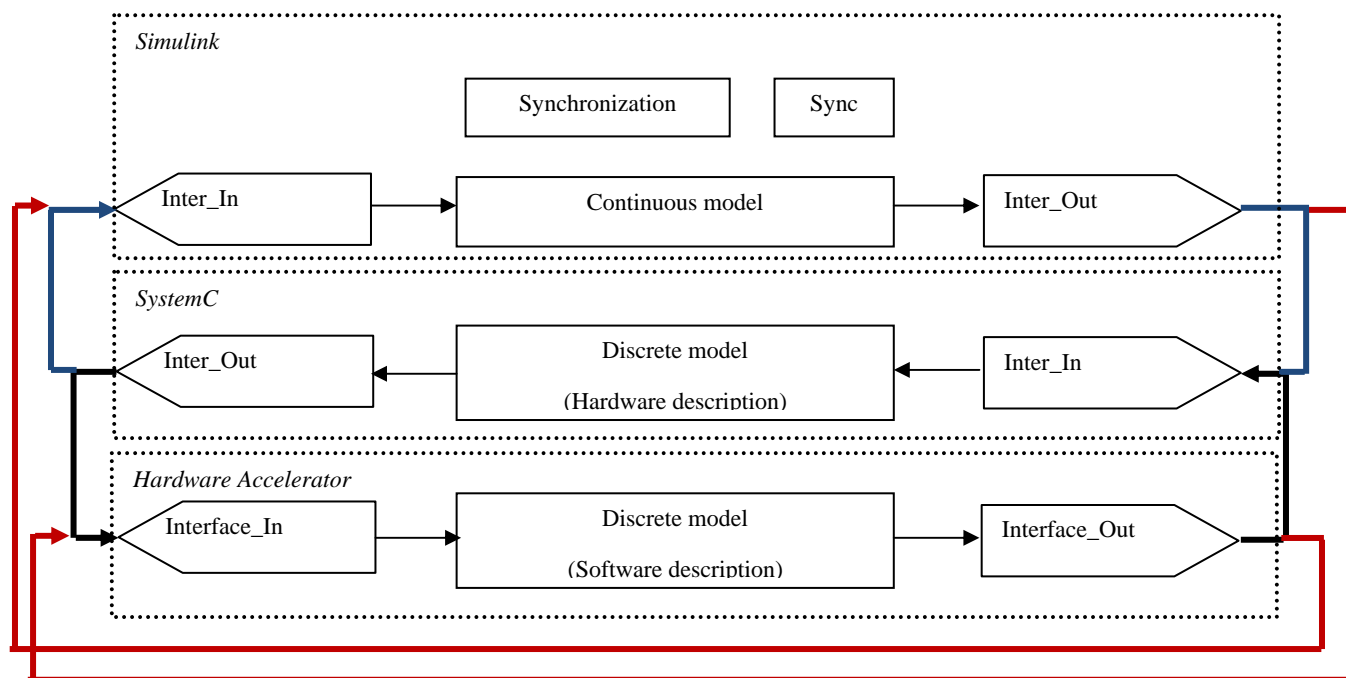 Simulink
Synchronization
Sync
Inter_In
Continuous model
Inter_Out
SystemC
Inter_Out
Discrete model
(Hardware description)
Inter_In
Hardware Accelerator
Interface_In
Discrete model
(Software description)
Interface_Out